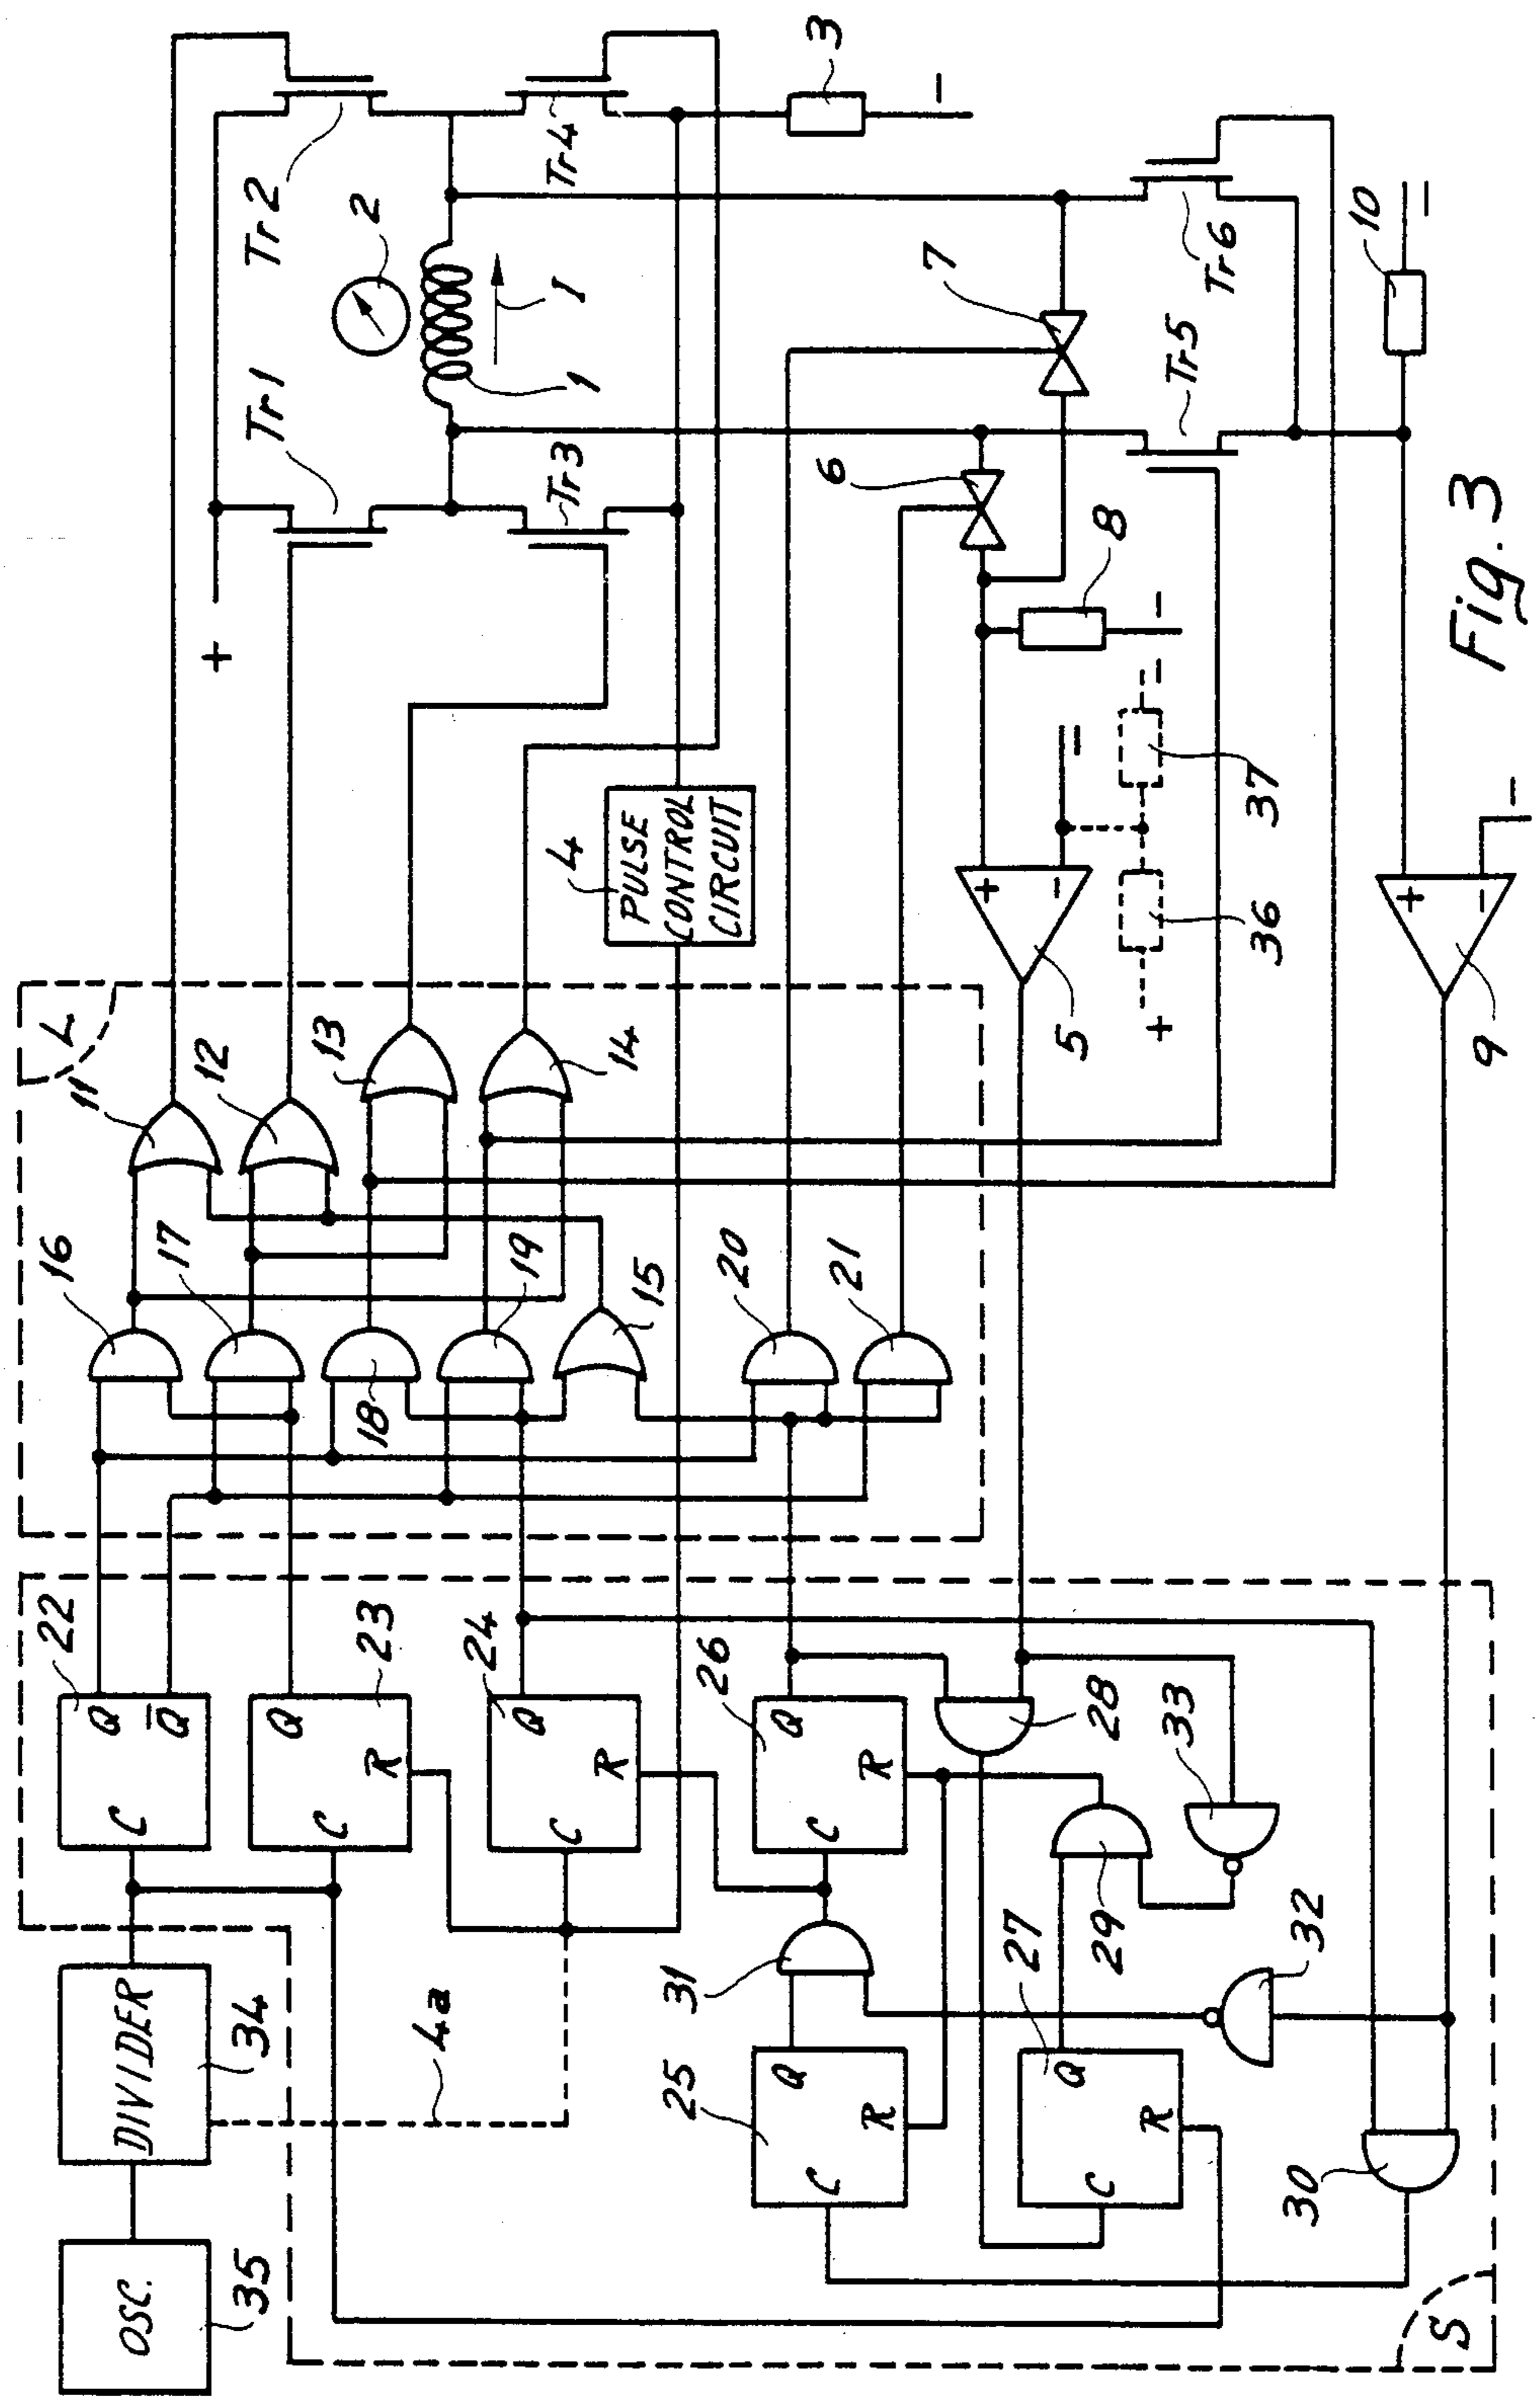 Tr2
Tr4
3
−
Tr1
2
I
1
Tr3
+
7
Tr6
10
=
6
Tr5
8
−
−
=
4
PULSE
CONTROL
CIRCUIT
37
36
+
+
−
5
−
+
−
9
Fig. 3
L
11
12
13
14
16
17
18
19
15
20
21
22
Q
Q̅
C
23
Q
R
C
24
Q
R
C
26
Q
R
C
28
33
29
27
Q
R
C
32
31
25
Q
R
C
30
DIVIDER
34
4a
OSC.
35
S